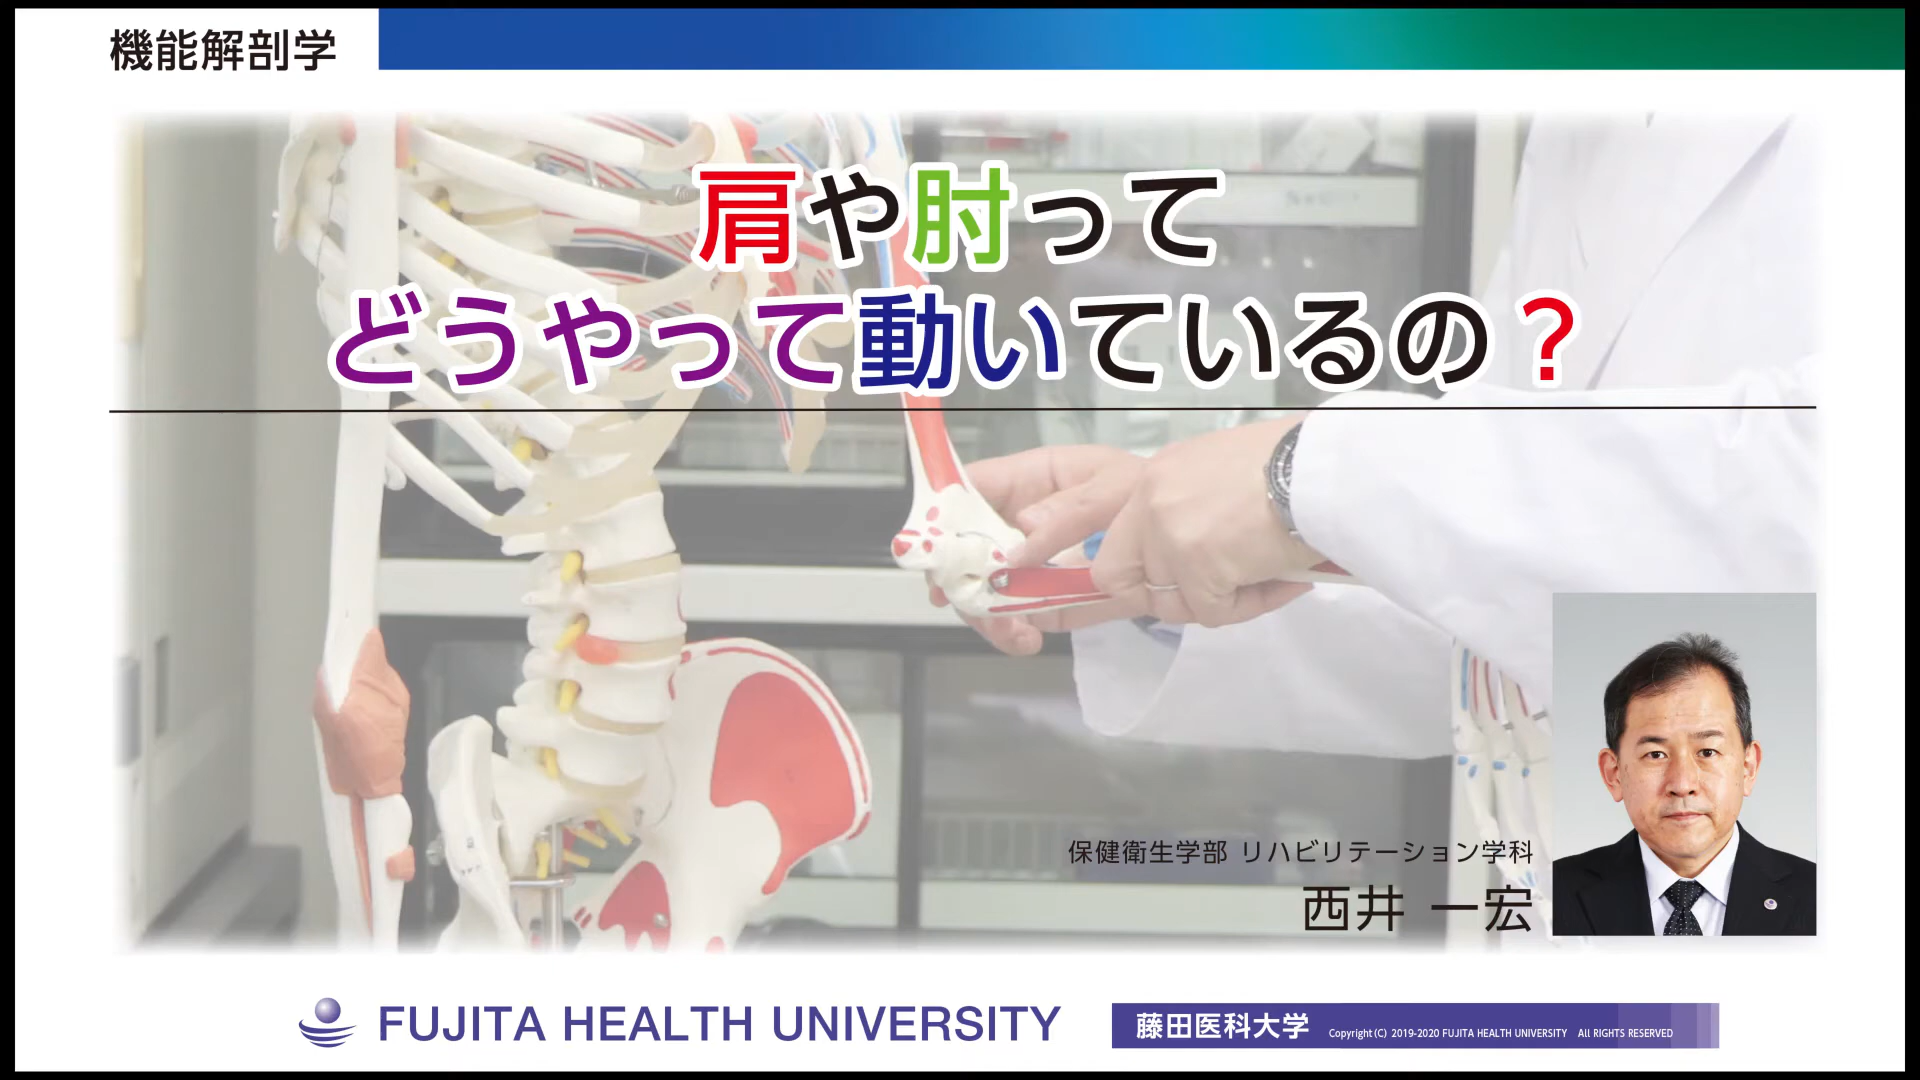 機能解剖学
肩や肘って
どうやって動いているの？
保健衛生学部 リハビリテーション学科
西井 一宏
FUJITA HEALTH UNIVERSITY
藤田医科大学 Copyright(C) 2019-2020 FUJITA HEALTH UNIVERSITY All RIGHTS RESERVED